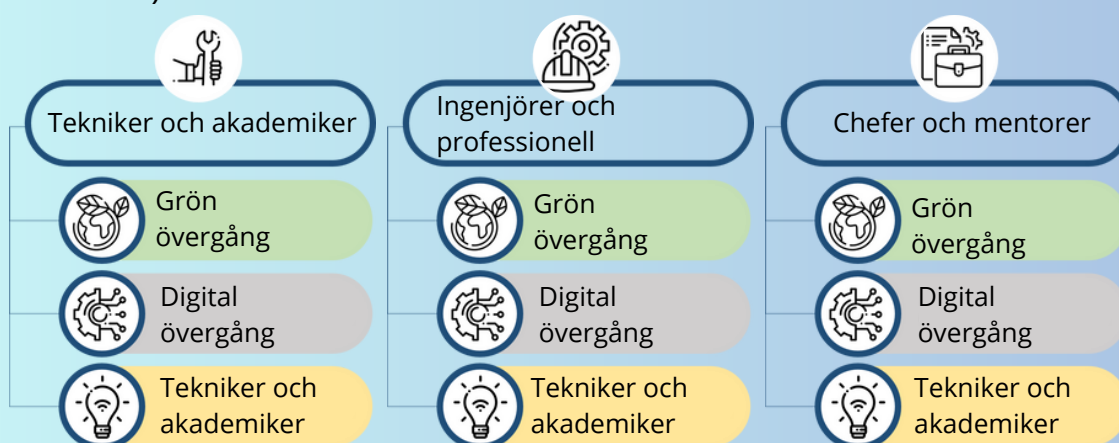 Tekniker och akademiker
Grön
övergång
Digital
övergång
Tekniker och
akademiker
Ingenjörer och
professionell
Grön
övergång
Digital
övergång
Tekniker och
akademiker
Chefer och mentorer
Grön
övergång
Digital
övergång
Tekniker och
akademiker